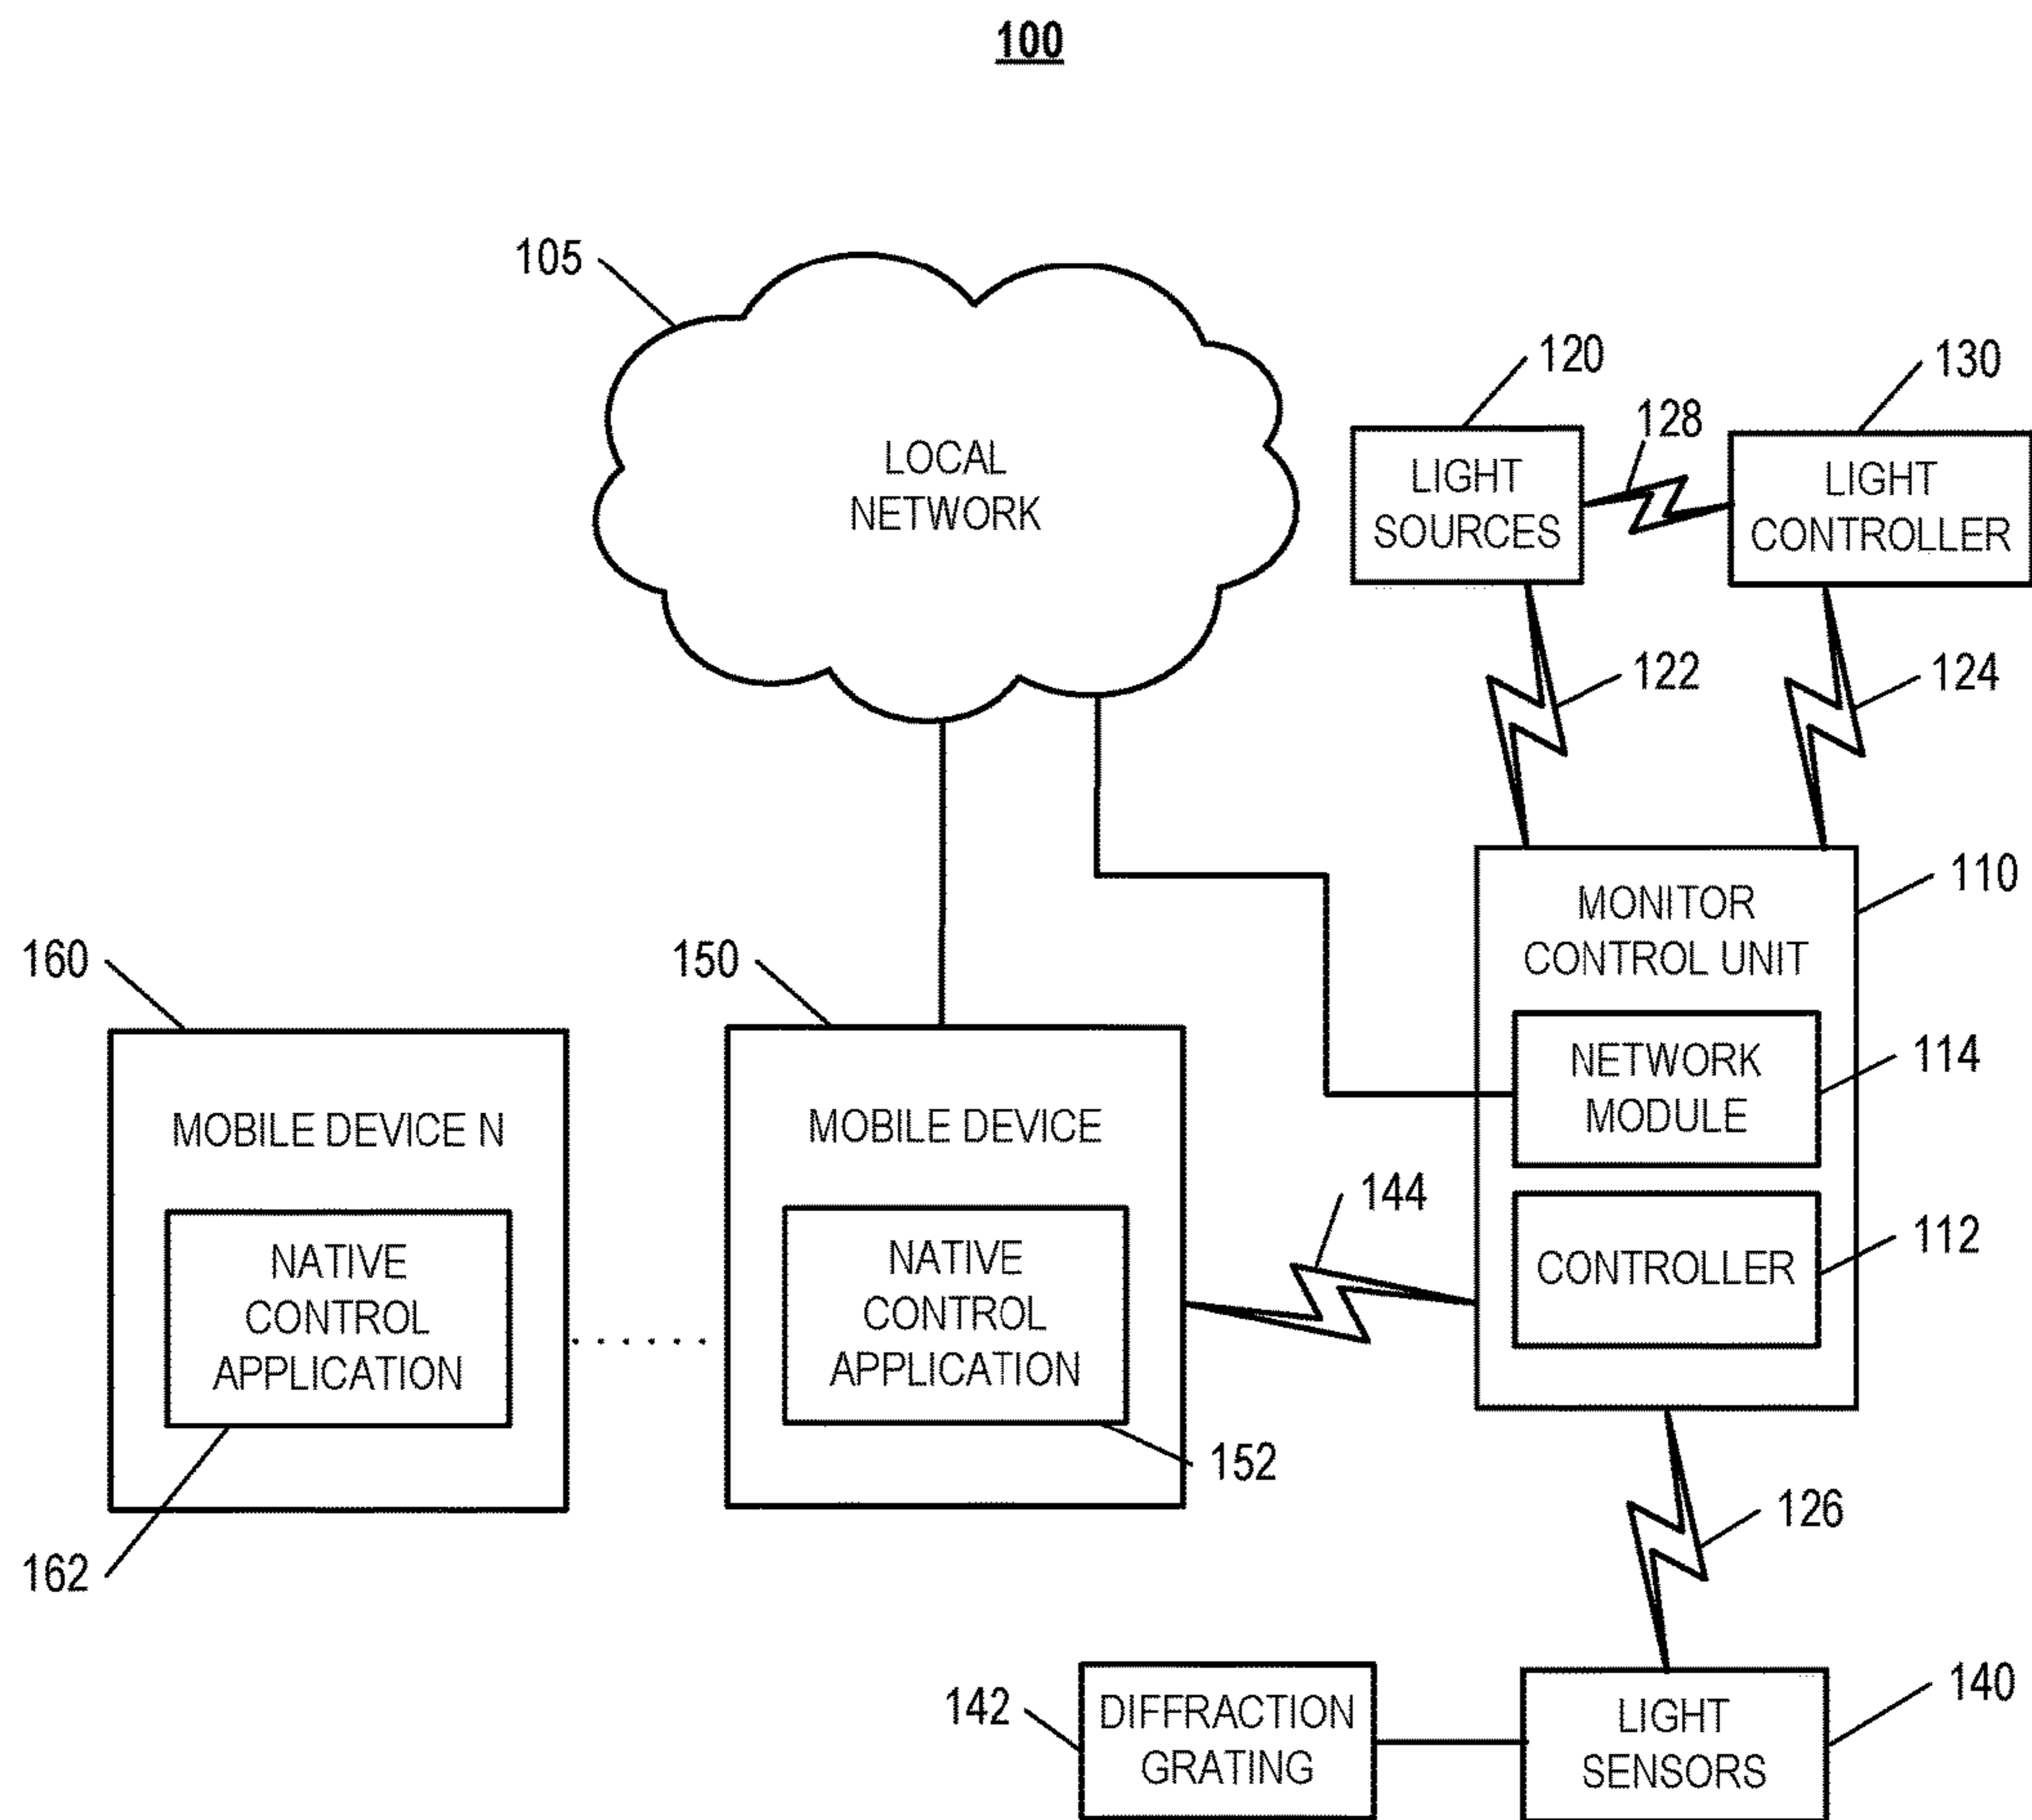 100
105
LOCAL
NETWORK
120
128
130
LIGHT
SOURCES
LIGHT
CONTROLLER
122
124
110
MONITOR
CONTROL UNIT
160
150
MOBILE DEVICE N
MOBILE DEVICE
NETWORK
MODULE
114
144
NATIVE
CONTROL
APPLICATION
NATIVE
CONTROL
APPLICATION
CONTROLLER
112
152
162
126
142
DIFFRACTION
GRATING
LIGHT
SENSORS
140